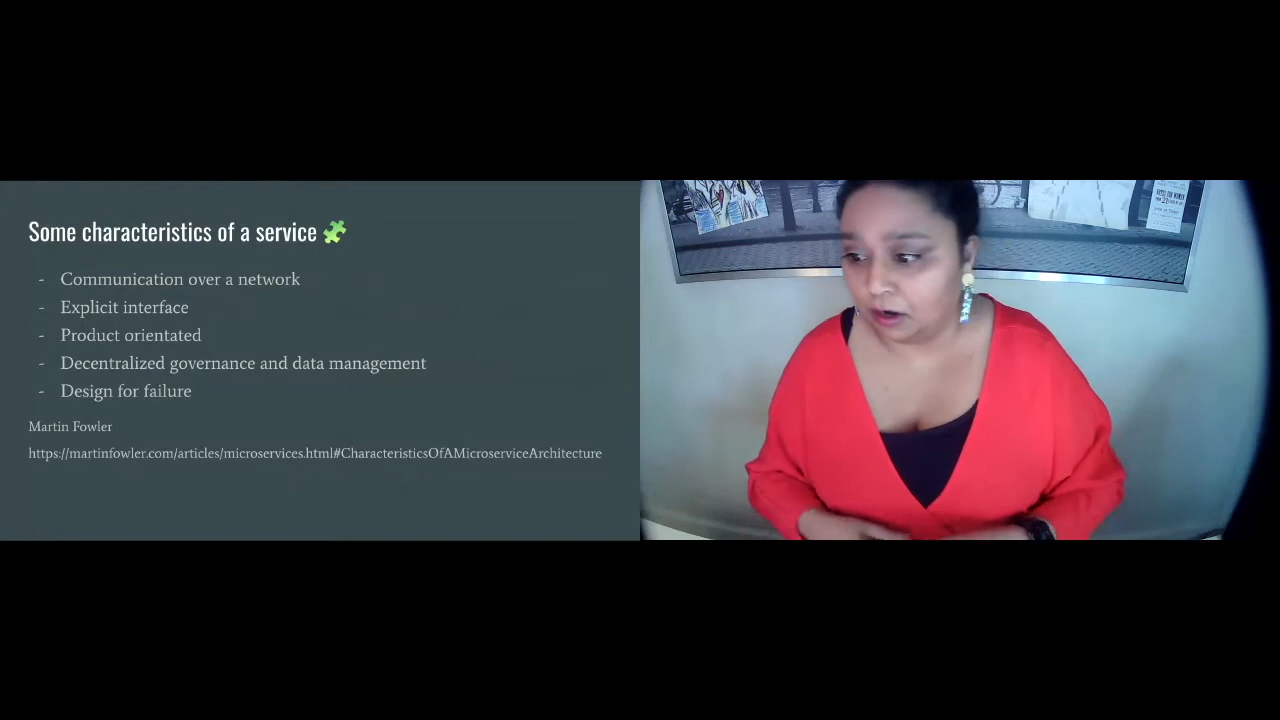 Some characteristics of a service
- Communication over a network
- Explicit interface
- Product orientated
- Decentralized governance and data management
- Design for failure
Martin Fowler
https://martinfowler.com/articles/microservices.html#CharacteristicsOfAMicroserviceArchitecture